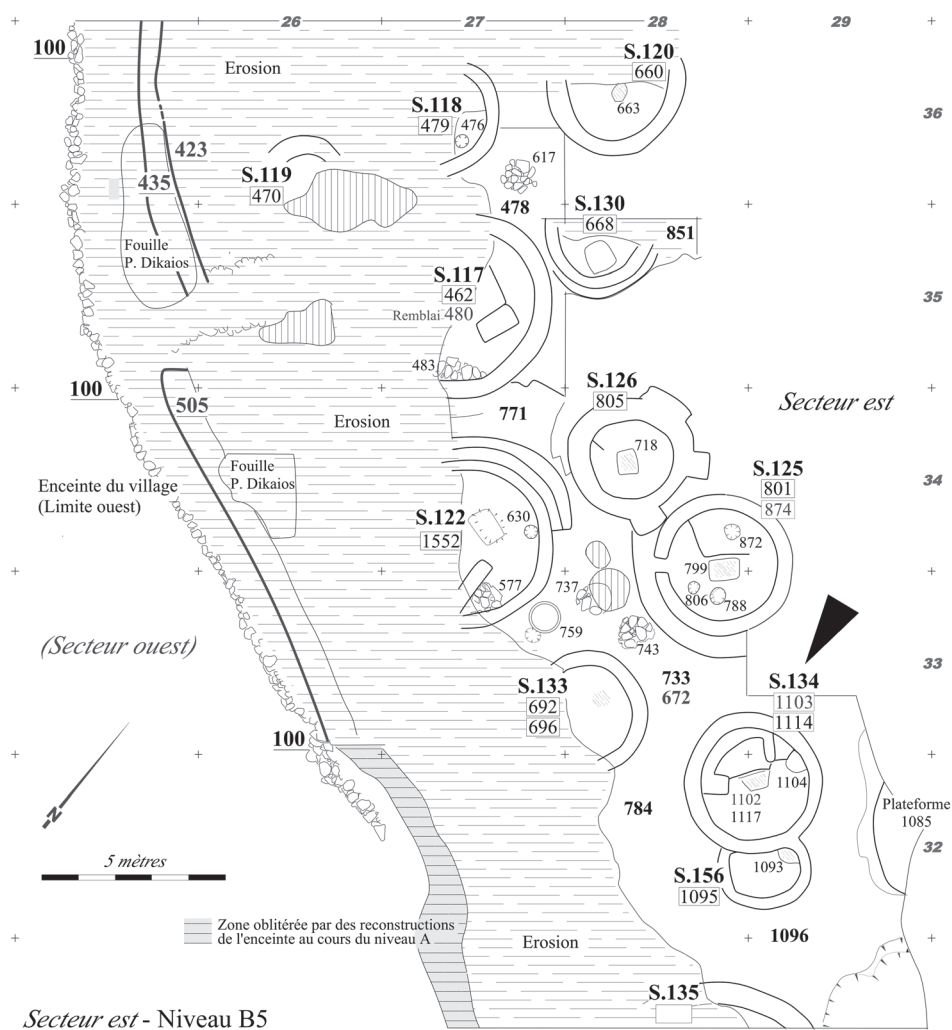 26
27
28
29
100
Erosion
S.120
660
663
S.118
479
476
36
423
435
S.119
470
617
478
S.130
668
851
Fouille
P. Dikaios
S.117
462
Remblai 480
35
483
100
505
Erosion
771
S.126
805
718
Secteur est
Fouille
P. Dikaios
Enceinte du village
(Limite ouest)
S.125
801
874
34
S.122
1552
630
872
799
577
737
806
788
759
743
(Secteur ouest)
33
733
672
S.133
692
696
S.134
1103
1114
100
N
1104
1102
1117
784
Plateforme
1085
32
5 mètres
1093
S.156
1095
Zone oblitérée par des reconstructions
de l'enceinte au cours du niveau A
Erosion
1096
S.135
Secteur est - Niveau B5